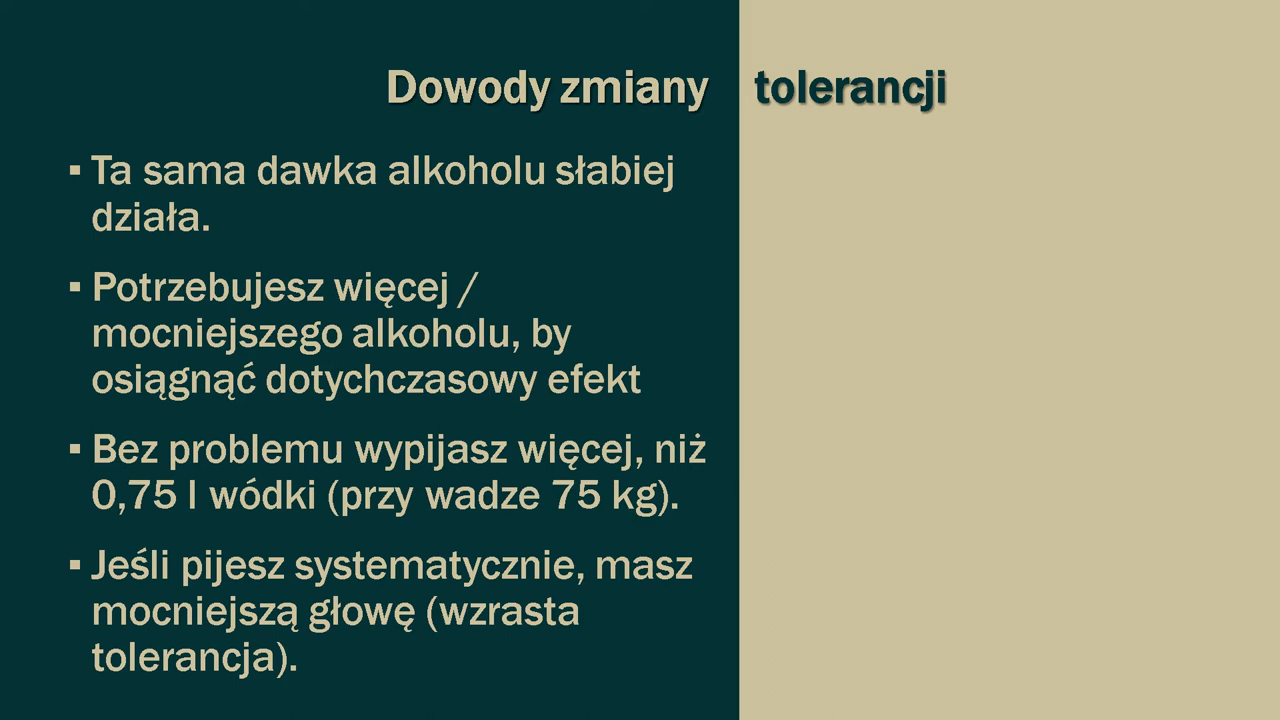 Dowody zmiany tolerancji
▪ Ta sama dawka alkoholu słabiej
działa.
▪ Potrzebujesz więcej /
mocniejszego alkoholu, by
osiągnąć dotychczasowy efekt
▪ Bez problemu wypijasz więcej, niż
0,75 l wódki (przy wadze 75 kg).
▪ Jeśli pijesz systematycznie, masz
mocniejszą głowę (wzrasta
tolerancja).